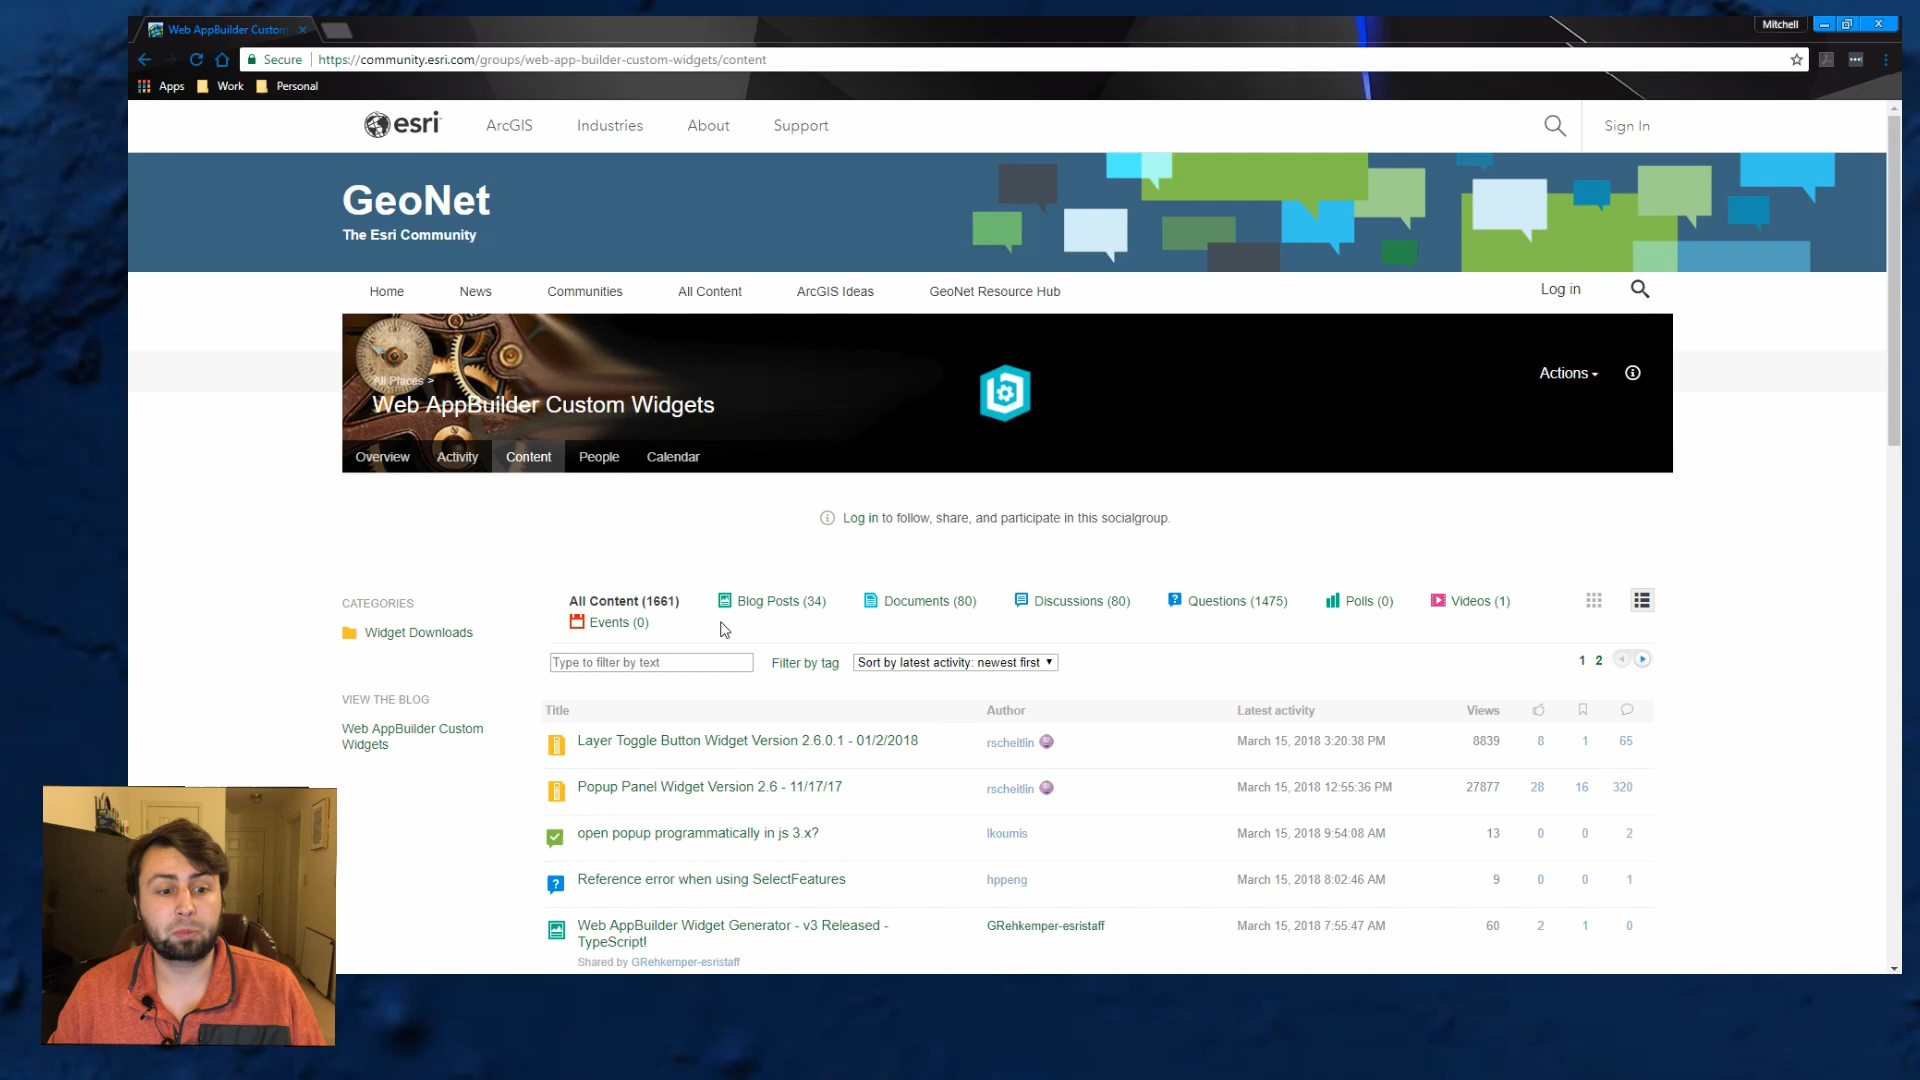 Web AppBuilder Custom
Mitchell
Secure https://community.esri.com/groups/web-app-builder-custom-widgets/content
Apps Work Personal
esri ArcGIS Industries About Support Sign In
GeoNet
The Esri Community
Home News Communities All Content ArcGIS Ideas GeoNet Resource Hub Log in
All Places >
Web AppBuilder Custom Widgets
Actions
Overview Activity Content People Calendar
Log in to follow, share, and participate in this socialgroup.
CATEGORIES
Widget Downloads
VIEW THE BLOG
Web AppBuilder Custom
Widgets
All Content (1661) Blog Posts (34) Documents (80) Discussions (80) Questions (1475) Polls (0) Videos (1)
Events (0)
Type to filter by text Filter by tag Sort by latest activity: newest first 1 2
Title Author Latest activity Views
Layer Toggle Button Widget Version 2.6.0.1 - 01/2/2018 rscheitlin March 15, 2018 3:20:38 PM 8839 8 1 65
Popup Panel Widget Version 2.6 - 11/17/17 rscheitlin March 15, 2018 12:55:36 PM 27877 28 16 320
open popup programmatically in js 3.x? lkoumis March 15, 2018 9:54:08 AM 13 0 0 2
Reference error when using SelectFeatures hppeng March 15, 2018 8:02:46 AM 9 0 0 1
Web AppBuilder Widget Generator - v3 Released - GRehkemper-esristaff March 15, 2018 7:55:47 AM 60 2 1 0
TypeScript!
Shared by GRehkemper-esristaff